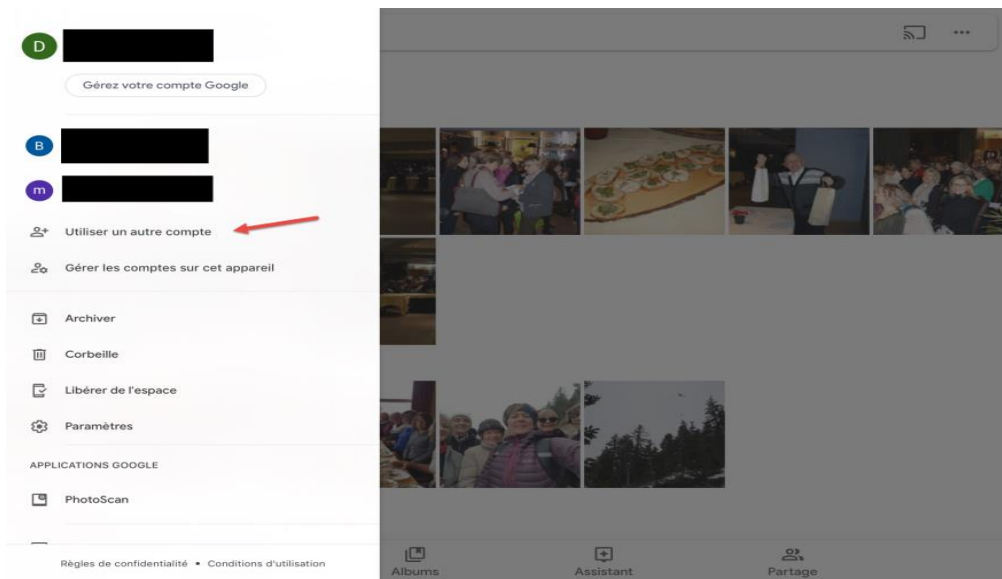 D
Gérez votre compte Google
B
m
Utiliser un autre compte
Gérer les comptes sur cet appareil
Archiver
Corbeille
Libérer de l'espace
Paramètres
APPLICATIONS GOOGLE
PhotoScan
Règles de confidentialité • Conditions d'utilisation
Albums
Assistant
Partage